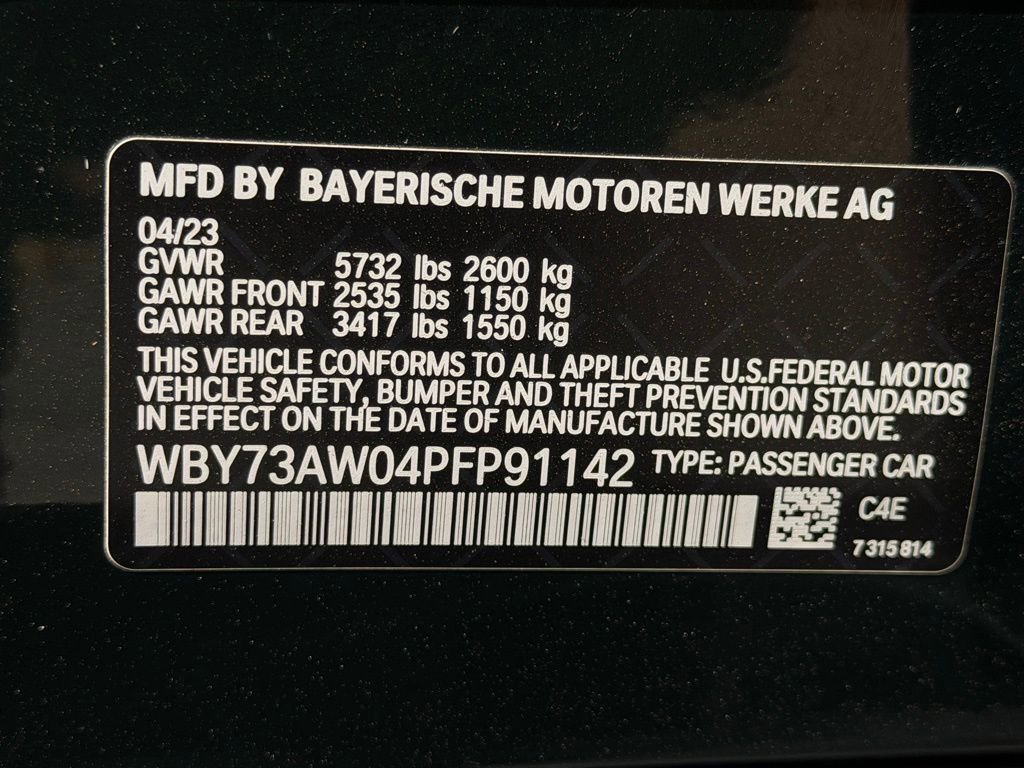 MFD BY BAYERISCHE MOTOREN WERKE AG
04/23
GVWR 5732 lbs 2600 kg
GAWR FRONT 2535 lbs 1150 kg
GAWR REAR 3417 lbs 1550 kg
THIS VEHICLE CONFORMS TO ALL APPLICABLE U.S.FEDERAL MOTOR
VEHICLE SAFETY, BUMPER AND THEFT PREVENTION STANDARDS
IN EFFECT ON THE DATE OF MANUFACTURE SHOWN ABOVE.
WBY73AW04PFP91142 TYPE: PASSENGER CAR
C4E
7315814